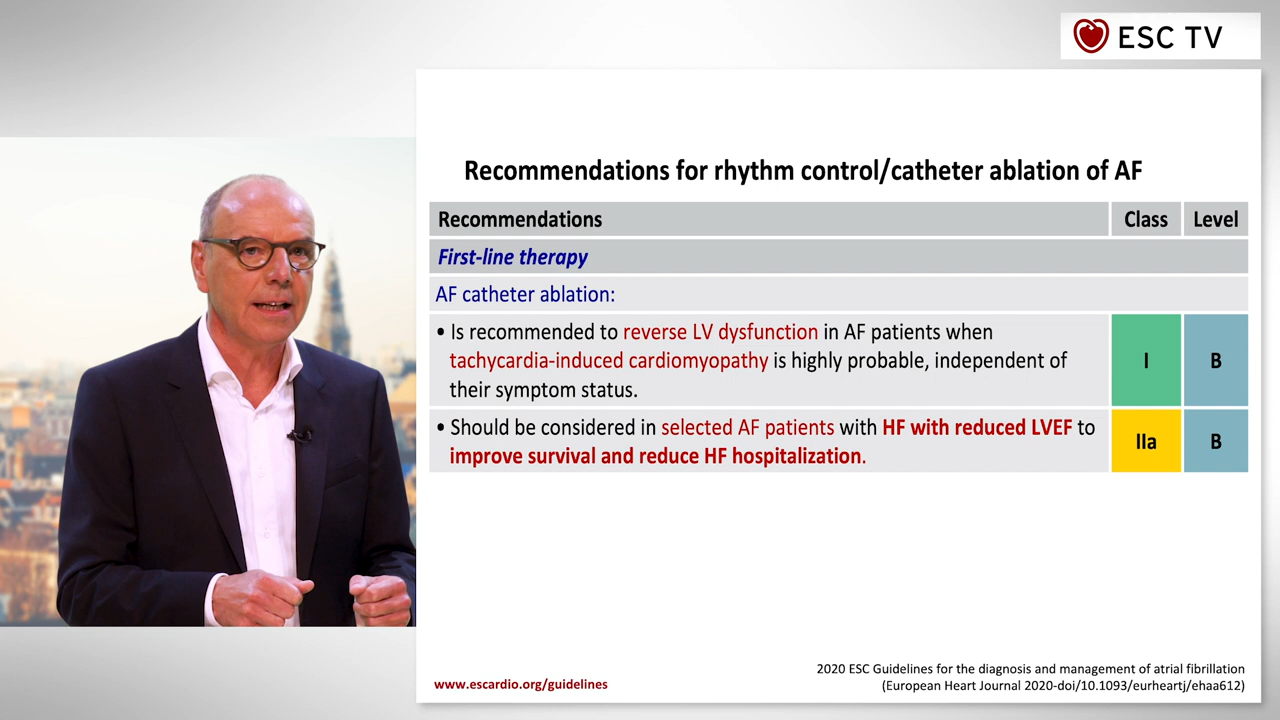 ESC TV
Recommendations for rhythm control/catheter ablation of AF
Recommendations Class Level
First-line therapy
AF catheter ablation:
• Is recommended to reverse LV dysfunction in AF patients when
tachycardia-induced cardiomyopathy is highly probable, independent of
their symptom status.
I B
• Should be considered in selected AF patients with HF with reduced LVEF to
improve survival and reduce HF hospitalization.
IIa B
2020 ESC Guidelines for the diagnosis and management of atrial fibrillation
www.escardio.org/guidelines (European Heart Journal 2020-doi/10.1093/eurheartj/ehaa612)